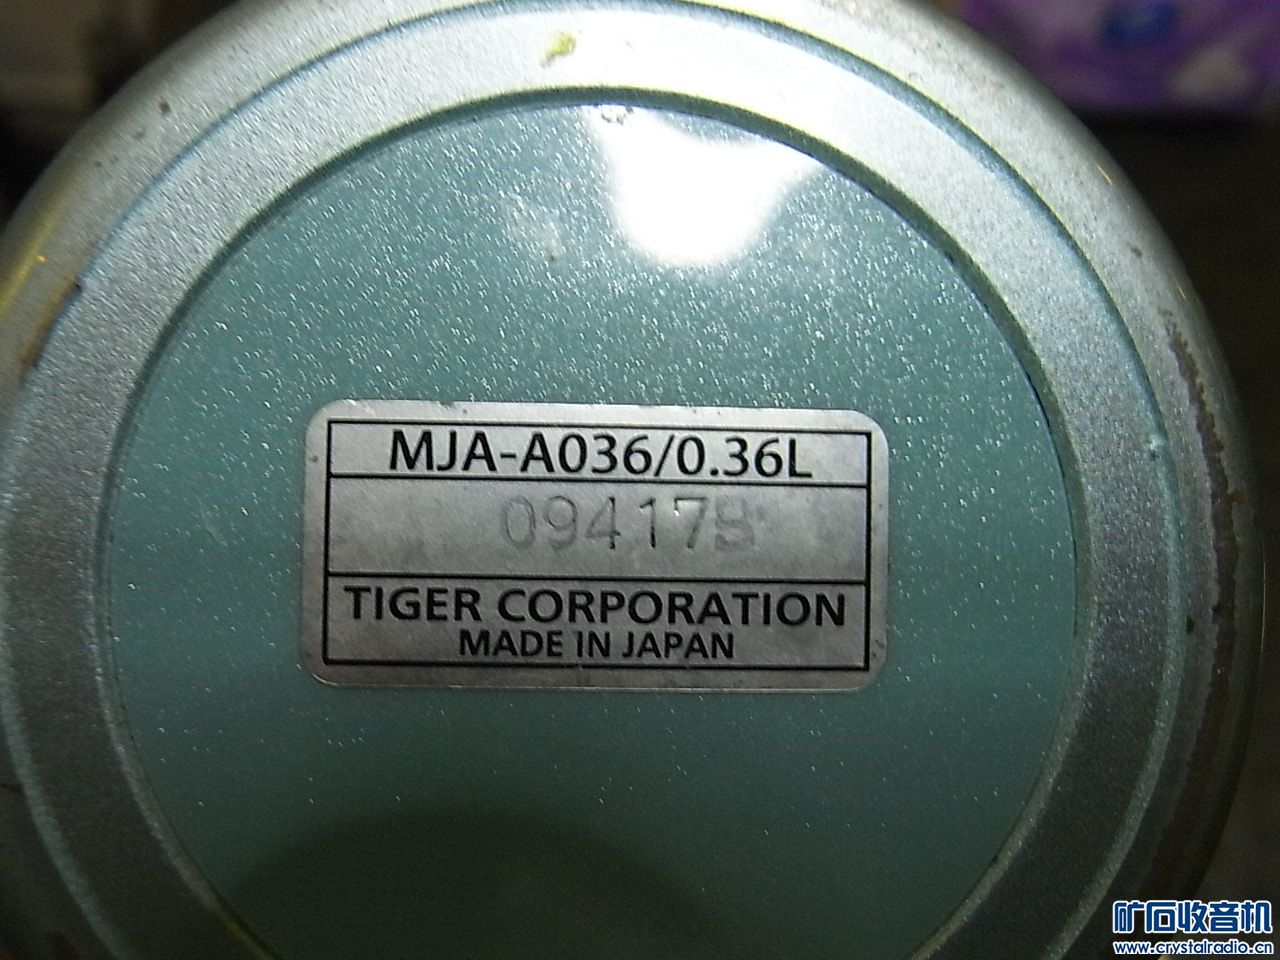 MJA-A036/0.36L
094178
TIGER CORPORATION
MADE IN JAPAN
矿石收音机
www.crystalradio.cn